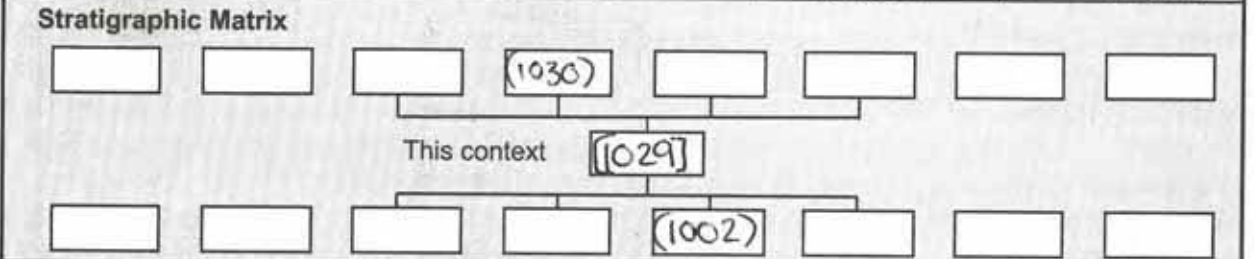 Stratigraphic Matrix
(1030)
This context [1029]
(1002)